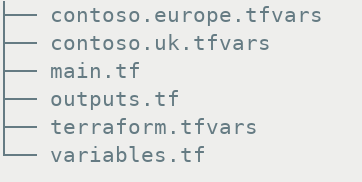 contoso.europe.tfvars
contoso.uk.tfvars
main.tf
outputs.tf
terraform.tfvars
variables.tf